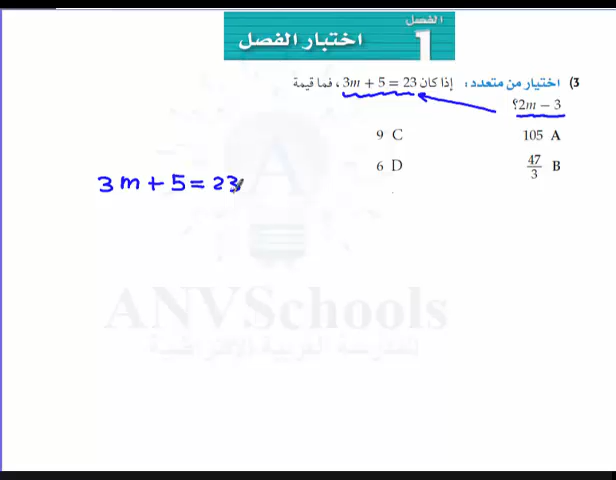 الفصل
1
اختبار الفصل
3) اختيار من متعدد: إذا كان 3m + 5 = 23، فما قيمة
2m − 3؟
105 A
9 C
47/3 B
6 D
3m + 5 = 23
ANVSchools
المدرسة العربية الافتراضية